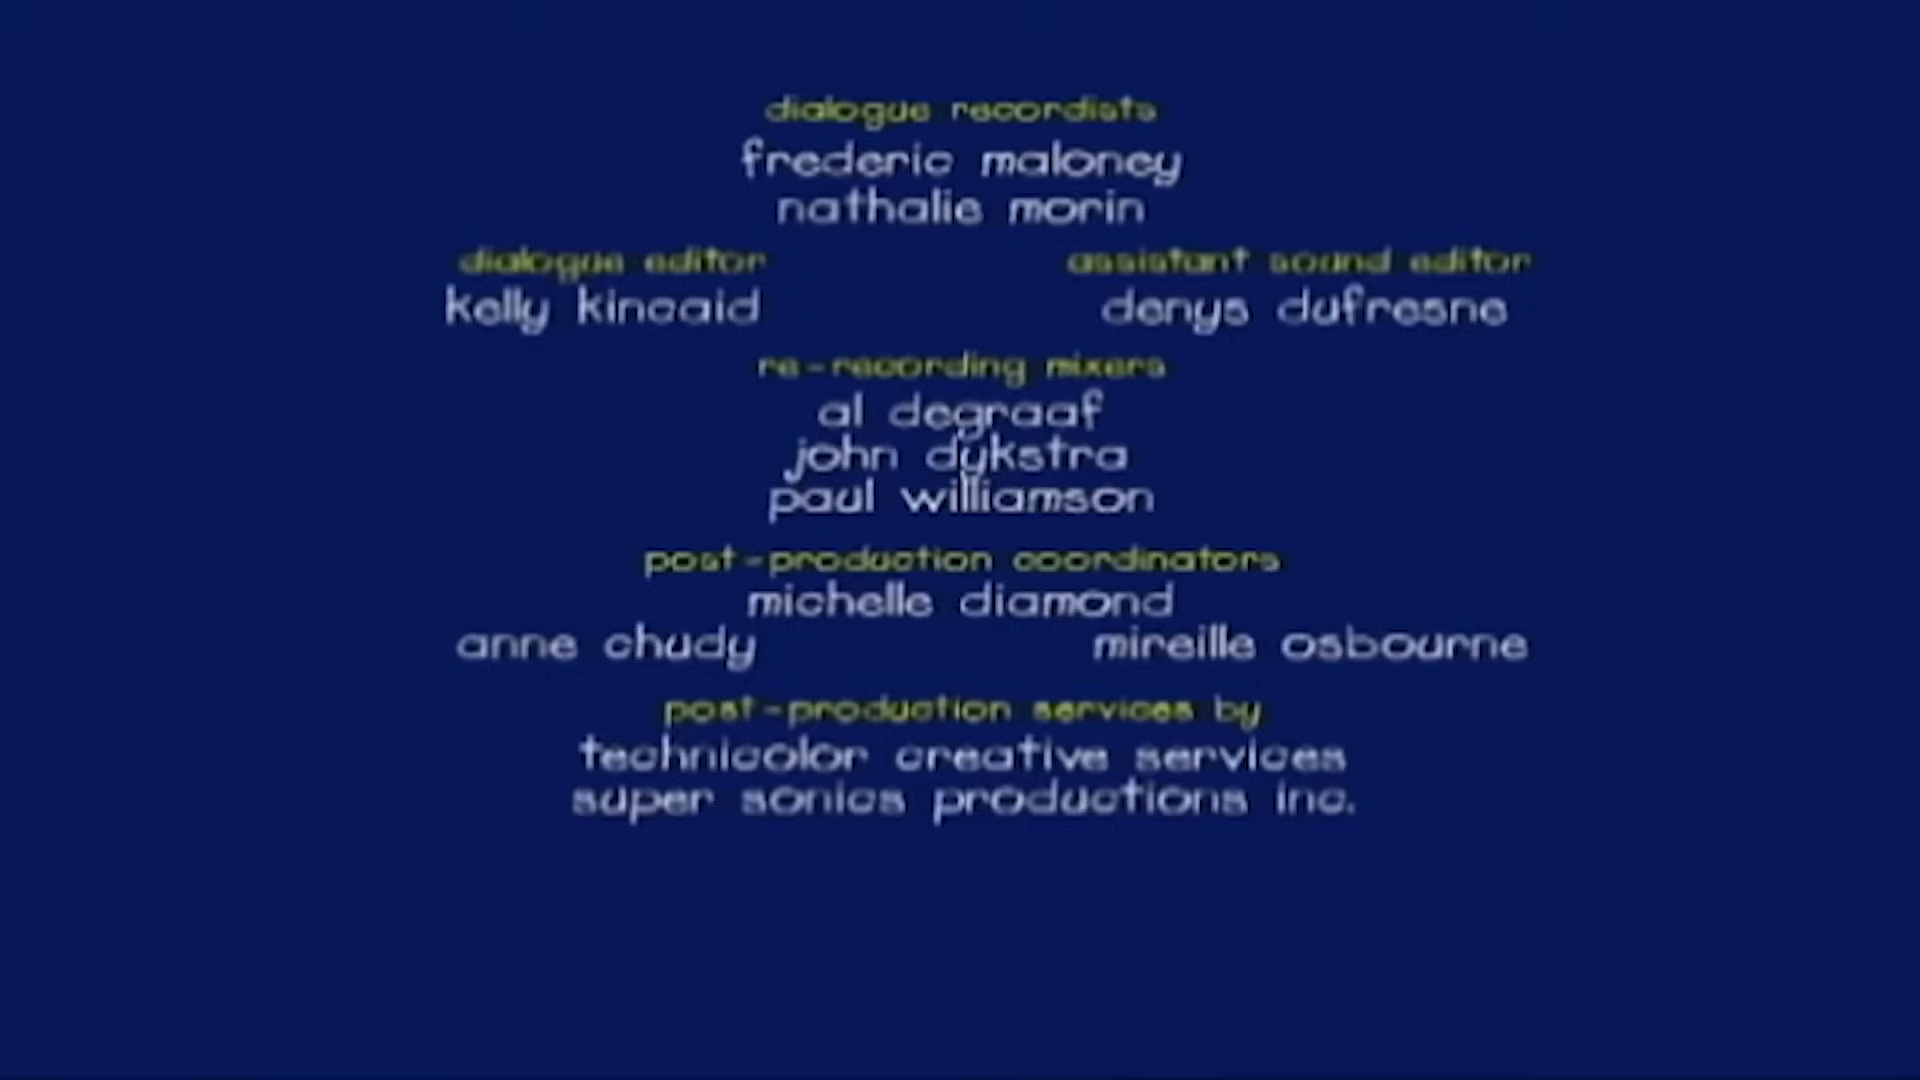 dialogue recordists
frederic maloney
nathalie morin
dialogue editor assistant sound editor
kelly kincaid denys dufresne
re-recording mixers
al degraaf
john dykstra
paul williamson
post-production coordinators
michelle diamond
anne chudy mireille osbourne
post-production services by
technicolor creative services
super sonics productions inc.